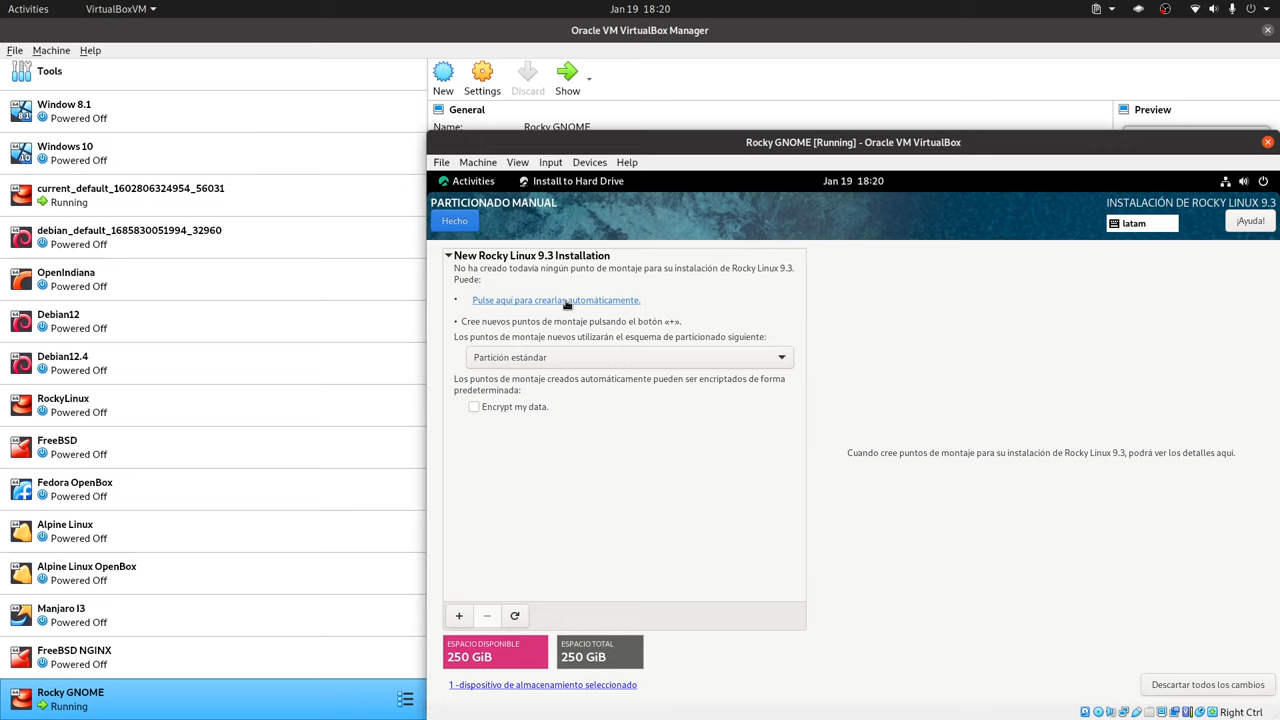 Activities
VirtualBoxVM
Jan 19 18:20
Oracle VM VirtualBox Manager
File Machine Help
Tools
New Settings Discard Show
General
Preview
Name: Rocky GNOME
Window 8.1
Powered Off
Windows 10
Powered Off
current_default_1602806324954_56031
Running
debian_default_1685830051994_32960
Powered Off
OpenIndiana
Powered Off
Debian12
Powered Off
Debian12.4
Powered Off
RockyLinux
Powered Off
FreeBSD
Powered Off
Fedora OpenBox
Powered Off
Alpine Linux
Powered Off
Alpine Linux OpenBox
Powered Off
Manjaro I3
Powered Off
FreeBSD NGINX
Powered Off
Rocky GNOME
Running
Rocky GNOME [Running] - Oracle VM VirtualBox
File Machine View Input Devices Help
Activities
Install to Hard Drive
Jan 19 18:20
PARTICIONADO MANUAL
INSTALACIÓN DE ROCKY LINUX 9.3
Hecho
latam
¡Ayuda!
New Rocky Linux 9.3 Installation
No ha creado todavía ningún punto de montaje para su instalación de Rocky Linux 9.3.
Puede:
• Pulse aquí para crearlas automáticamente.
• Cree nuevos puntos de montaje pulsando el botón «+».
Los puntos de montaje nuevos utilizarán el esquema de particionado siguiente:
Partición estándar
Los puntos de montaje creados automáticamente pueden ser encriptados de forma
predeterminada:
Encrypt my data.
Cuando cree puntos de montaje para su instalación de Rocky Linux 9.3, podrá ver los detalles aquí.
+ −
ESPACIO DISPONIBLE
250 GiB
ESPACIO TOTAL
250 GiB
1 -dispositivo de almacenamiento seleccionado
Descartar todos los cambios
Right Ctrl